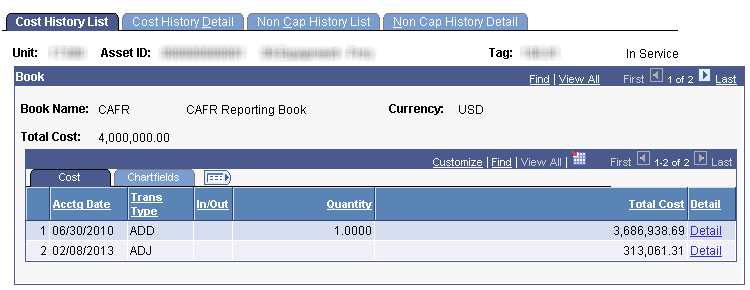 Cost History List Cost History Detail Non Cap History List Non Cap History Detail
Unit: Asset ID: Tag: In Service
Book Find | View All First 1 of 2 Last
Book Name: CAFR CAFR Reporting Book Currency: USD
Total Cost: 4,000,000.00
Customize | Find | View All | First 1-2 of 2 Last
Cost Chartfields
Acctg Date Trans Type In/Out Quantity Total Cost Detail
1 06/30/2010 ADD 1.0000 3,686,938.69 Detail
2 02/08/2013 ADJ 313,061.31 Detail